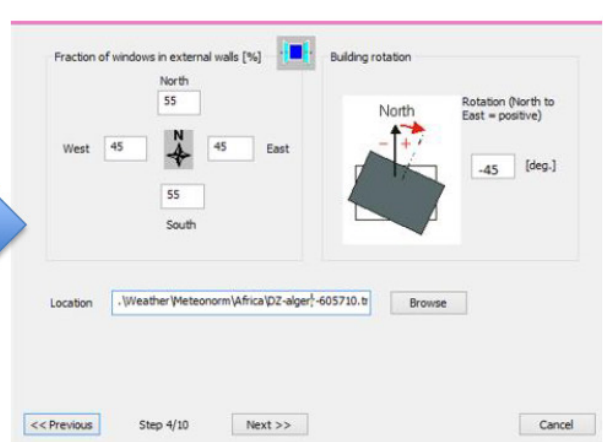 Fraction of windows in external walls [%]
North
55
West 45 N 45 East
55
South
Building rotation
North
- +
Rotation (North to
East = positive)
-45 [deg.]
Location .\Weather\Meteonorm\Africa\DZ-alger;-605710.tr Browse
<< Previous Step 4/10 Next >> Cancel